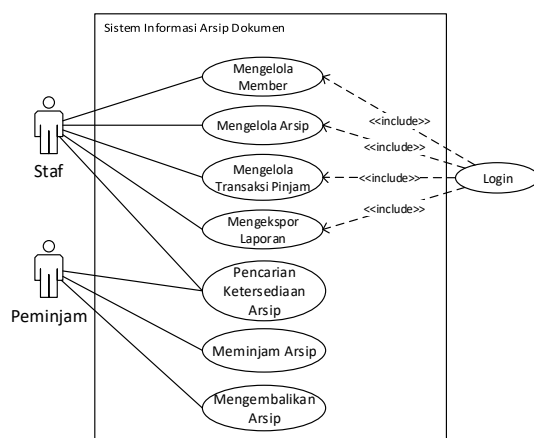 Sistem Informasi Arsip Dokumen
Mengelola
Member
<<include>>
Mengelola Arsip
<<include>>
Staf
Mengelola
Transaksi Pinjam
<<include>>
Login
Mengekspor
Laporan
<<include>>
Pencarian
Ketersediaan
Arsip
Peminjam
Meminjam Arsip
Mengembalikan
Arsip